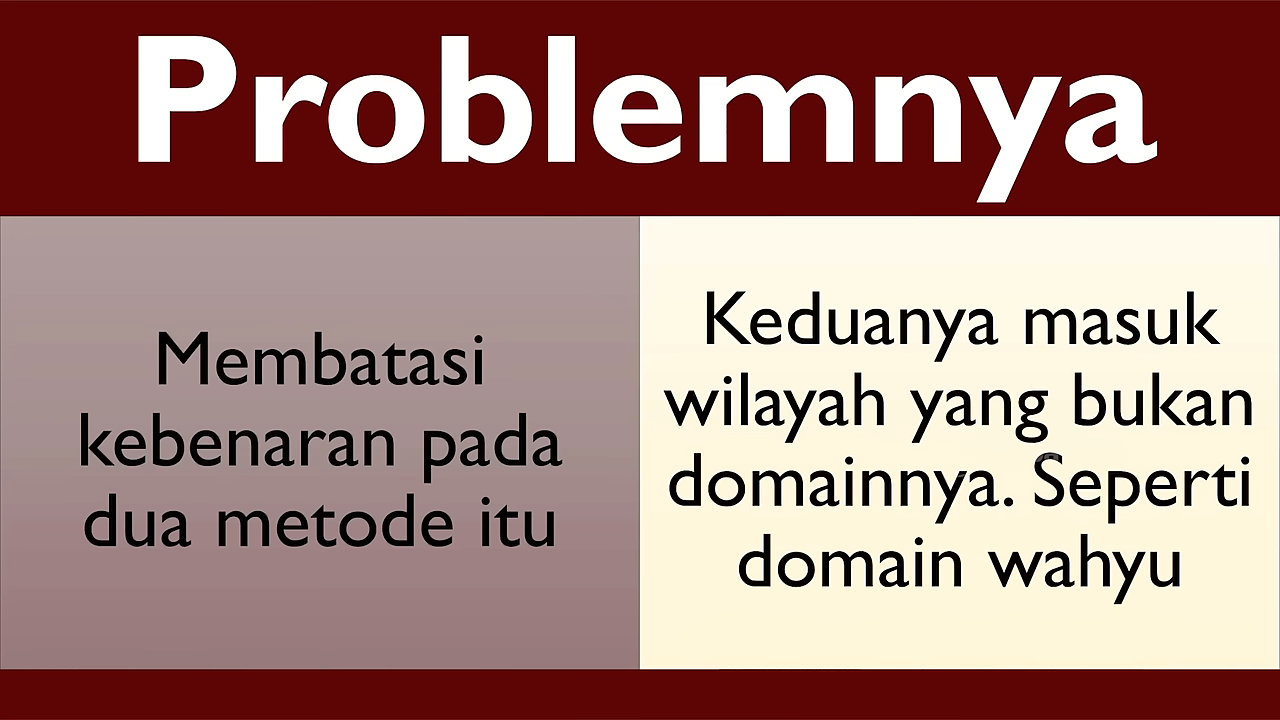 Problemnya
Membatasi
kebenaran pada
dua metode itu
Keduanya masuk
wilayah yang bukan
domainnya. Seperti
domain wahyu